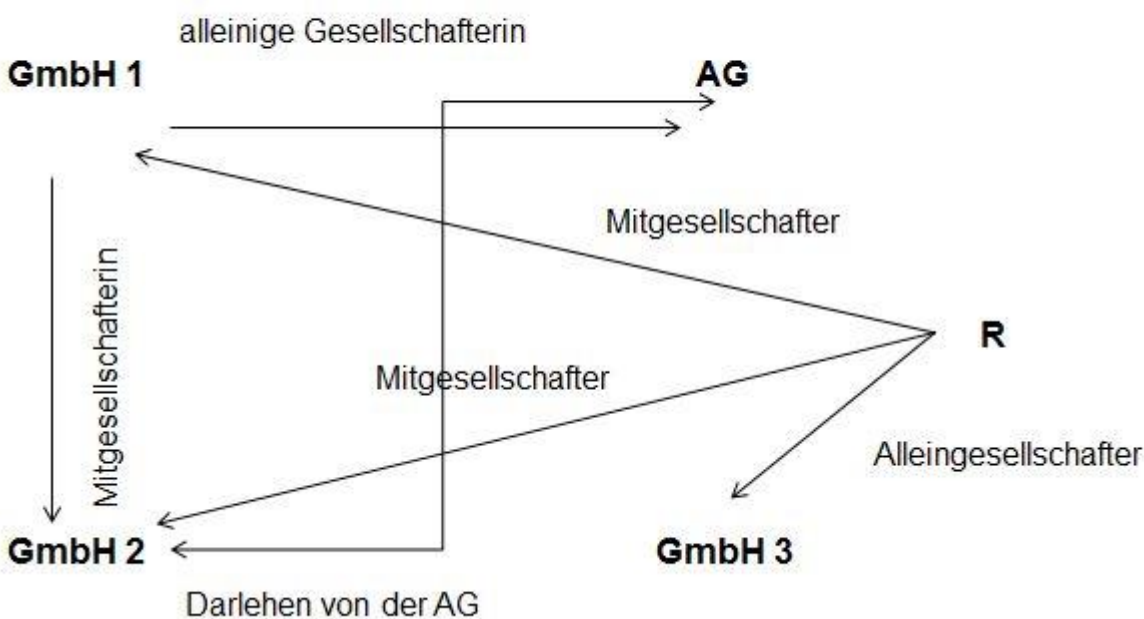 alleinige Gesellschafterin
GmbH 1
AG
Mitgesellschafter
Mitgesellschafterin
R
Mitgesellschafter
Alleingesellschafter
GmbH 2
GmbH 3
Darlehen von der AG